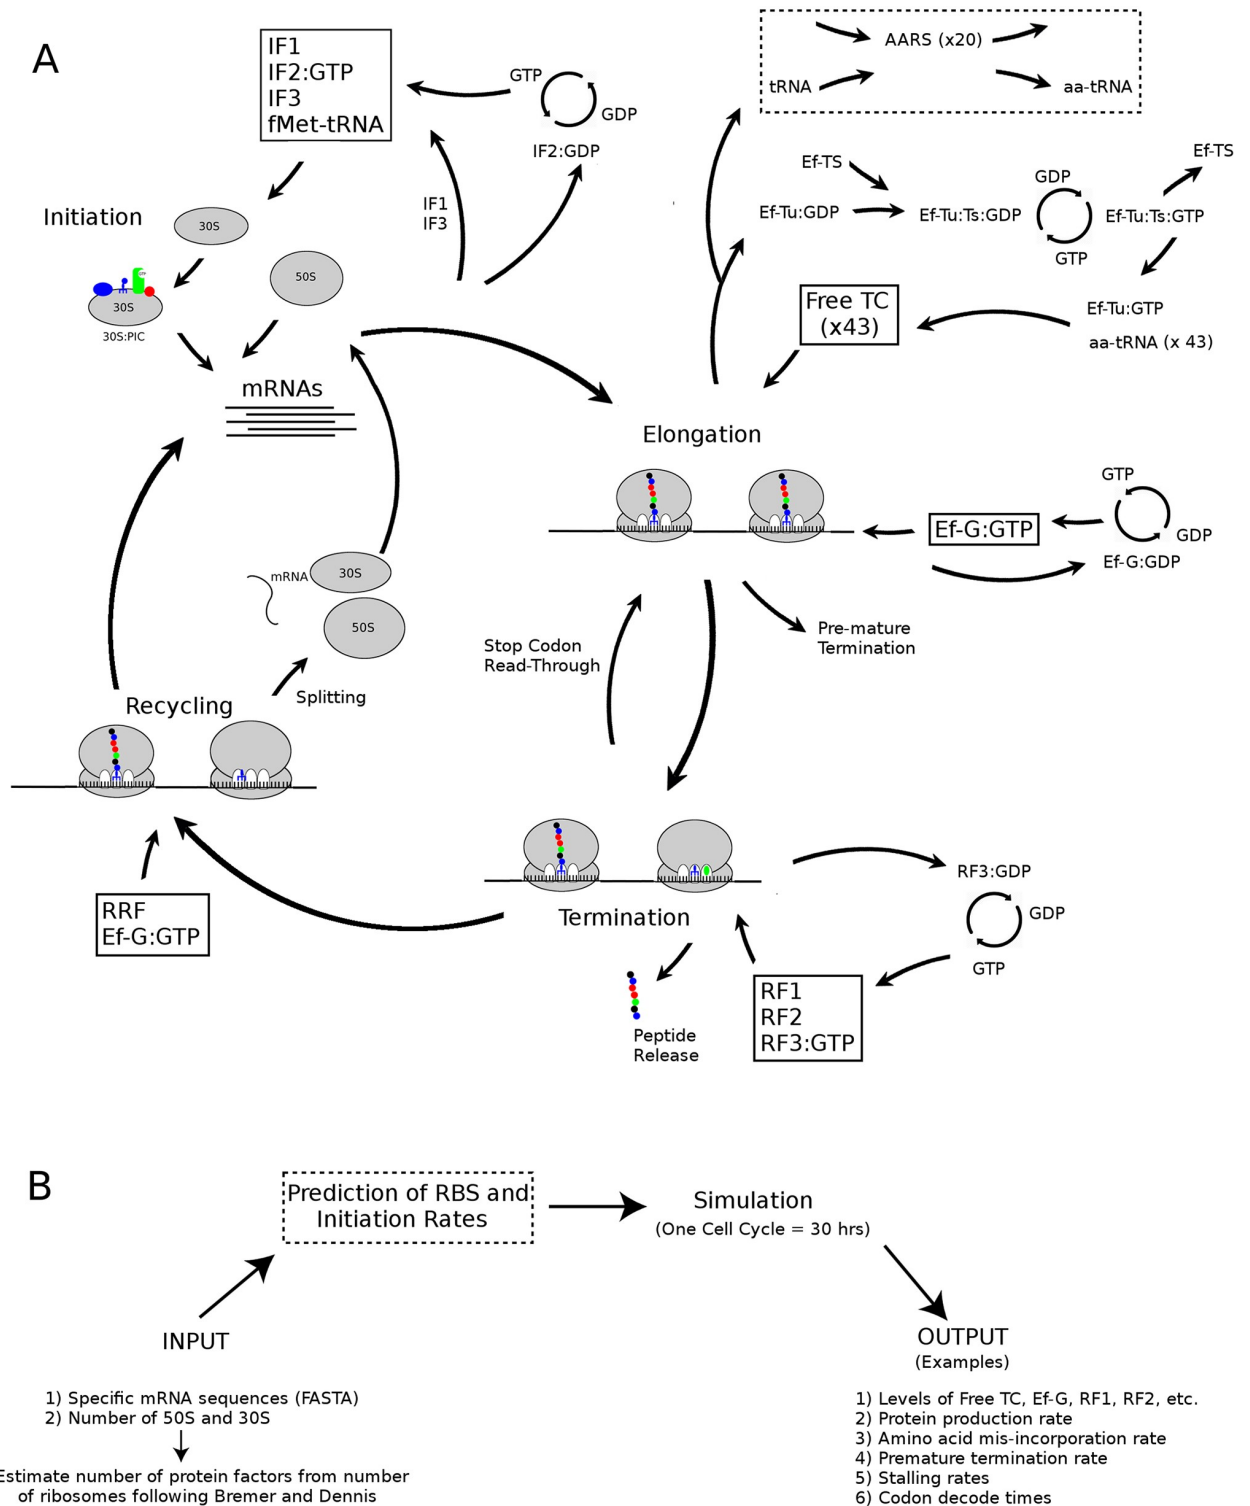 A
IF1
IF2:GTP
IF3
fMet-tRNA
GTP
GDP
IF2:GDP
IF1
IF3
AARS (x20)
tRNA
aa-tRNA
Ef-TS
Ef-Tu:GDP
Ef-Tu:Ts:GDP
GDP
GTP
Ef-Tu:Ts:GTP
Ef-TS
Ef-Tu:GTP
aa-tRNA (x 43)
Free TC
(x43)
Initiation
30S
50S
30S
30S:PIC
mRNAs
Elongation
GTP
Ef-G:GTP
GDP
Ef-G:GDP
mRNA
30S
50S
Splitting
Stop Codon
Read-Through
Pre-mature
Termination
Recycling
RRF
Ef-G:GTP
Termination
Peptide
Release
RF1
RF2
RF3:GTP
RF3:GDP
GDP
GTP
B
Prediction of RBS and
Initiation Rates
Simulation
(One Cell Cycle = 30 hrs)
INPUT
1) Specific mRNA sequences (FASTA)
2) Number of 50S and 30S
Estimate number of protein factors from number
of ribosomes following Bremer and Dennis
OUTPUT
(Examples)
1) Levels of Free TC, Ef-G, RF1, RF2, etc.
2) Protein production rate
3) Amino acid mis-incorporation rate
4) Premature termination rate
5) Stalling rates
6) Codon decode times